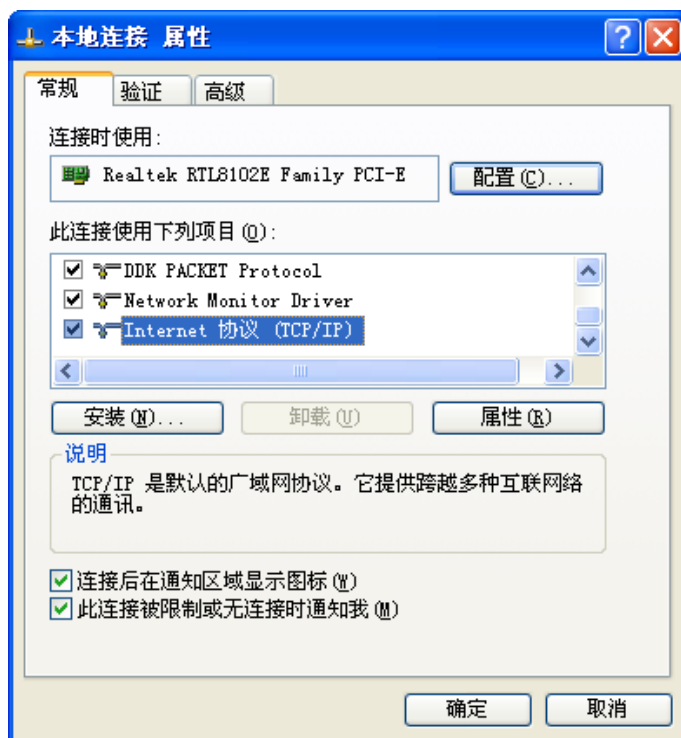 本地连接 属性
常规 验证 高级
连接时使用:
Realtek RTL8102E Family PCI-E 配置(C)...
此连接使用下列项目(O):
DDK PACKET Protocol
Network Monitor Driver
Internet 协议 (TCP/IP)
安装(N)... 卸载(U) 属性(R)
说明
TCP/IP 是默认的广域网协议。它提供跨越多种互联网络
的通讯。
连接后在通知区域显示图标(W)
此连接被限制或无连接时通知我(M)
确定 取消